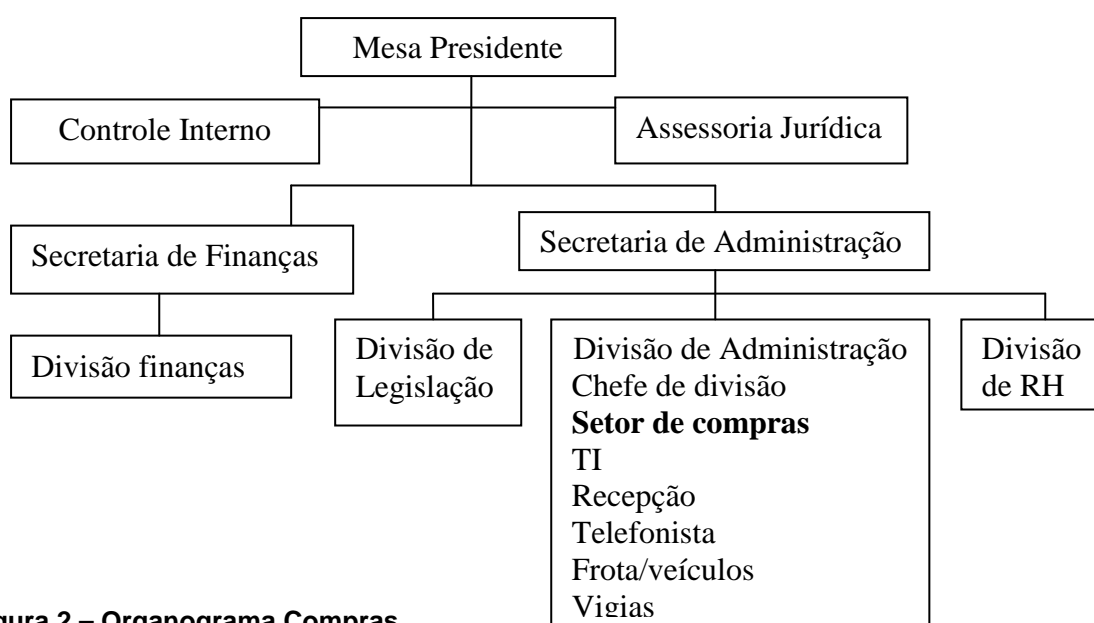 Mesa Presidente
Controle Interno
Assessoria Jurídica
Secretaria de Finanças
Secretaria de Administração
Divisão finanças
Divisão de
Legislação
Divisão de Administração
Chefe de divisão
Setor de compras
TI
Recepção
Telefonista
Frota/veículos
Vigias
Divisão
de RH
gura 2 – Organograma Compras